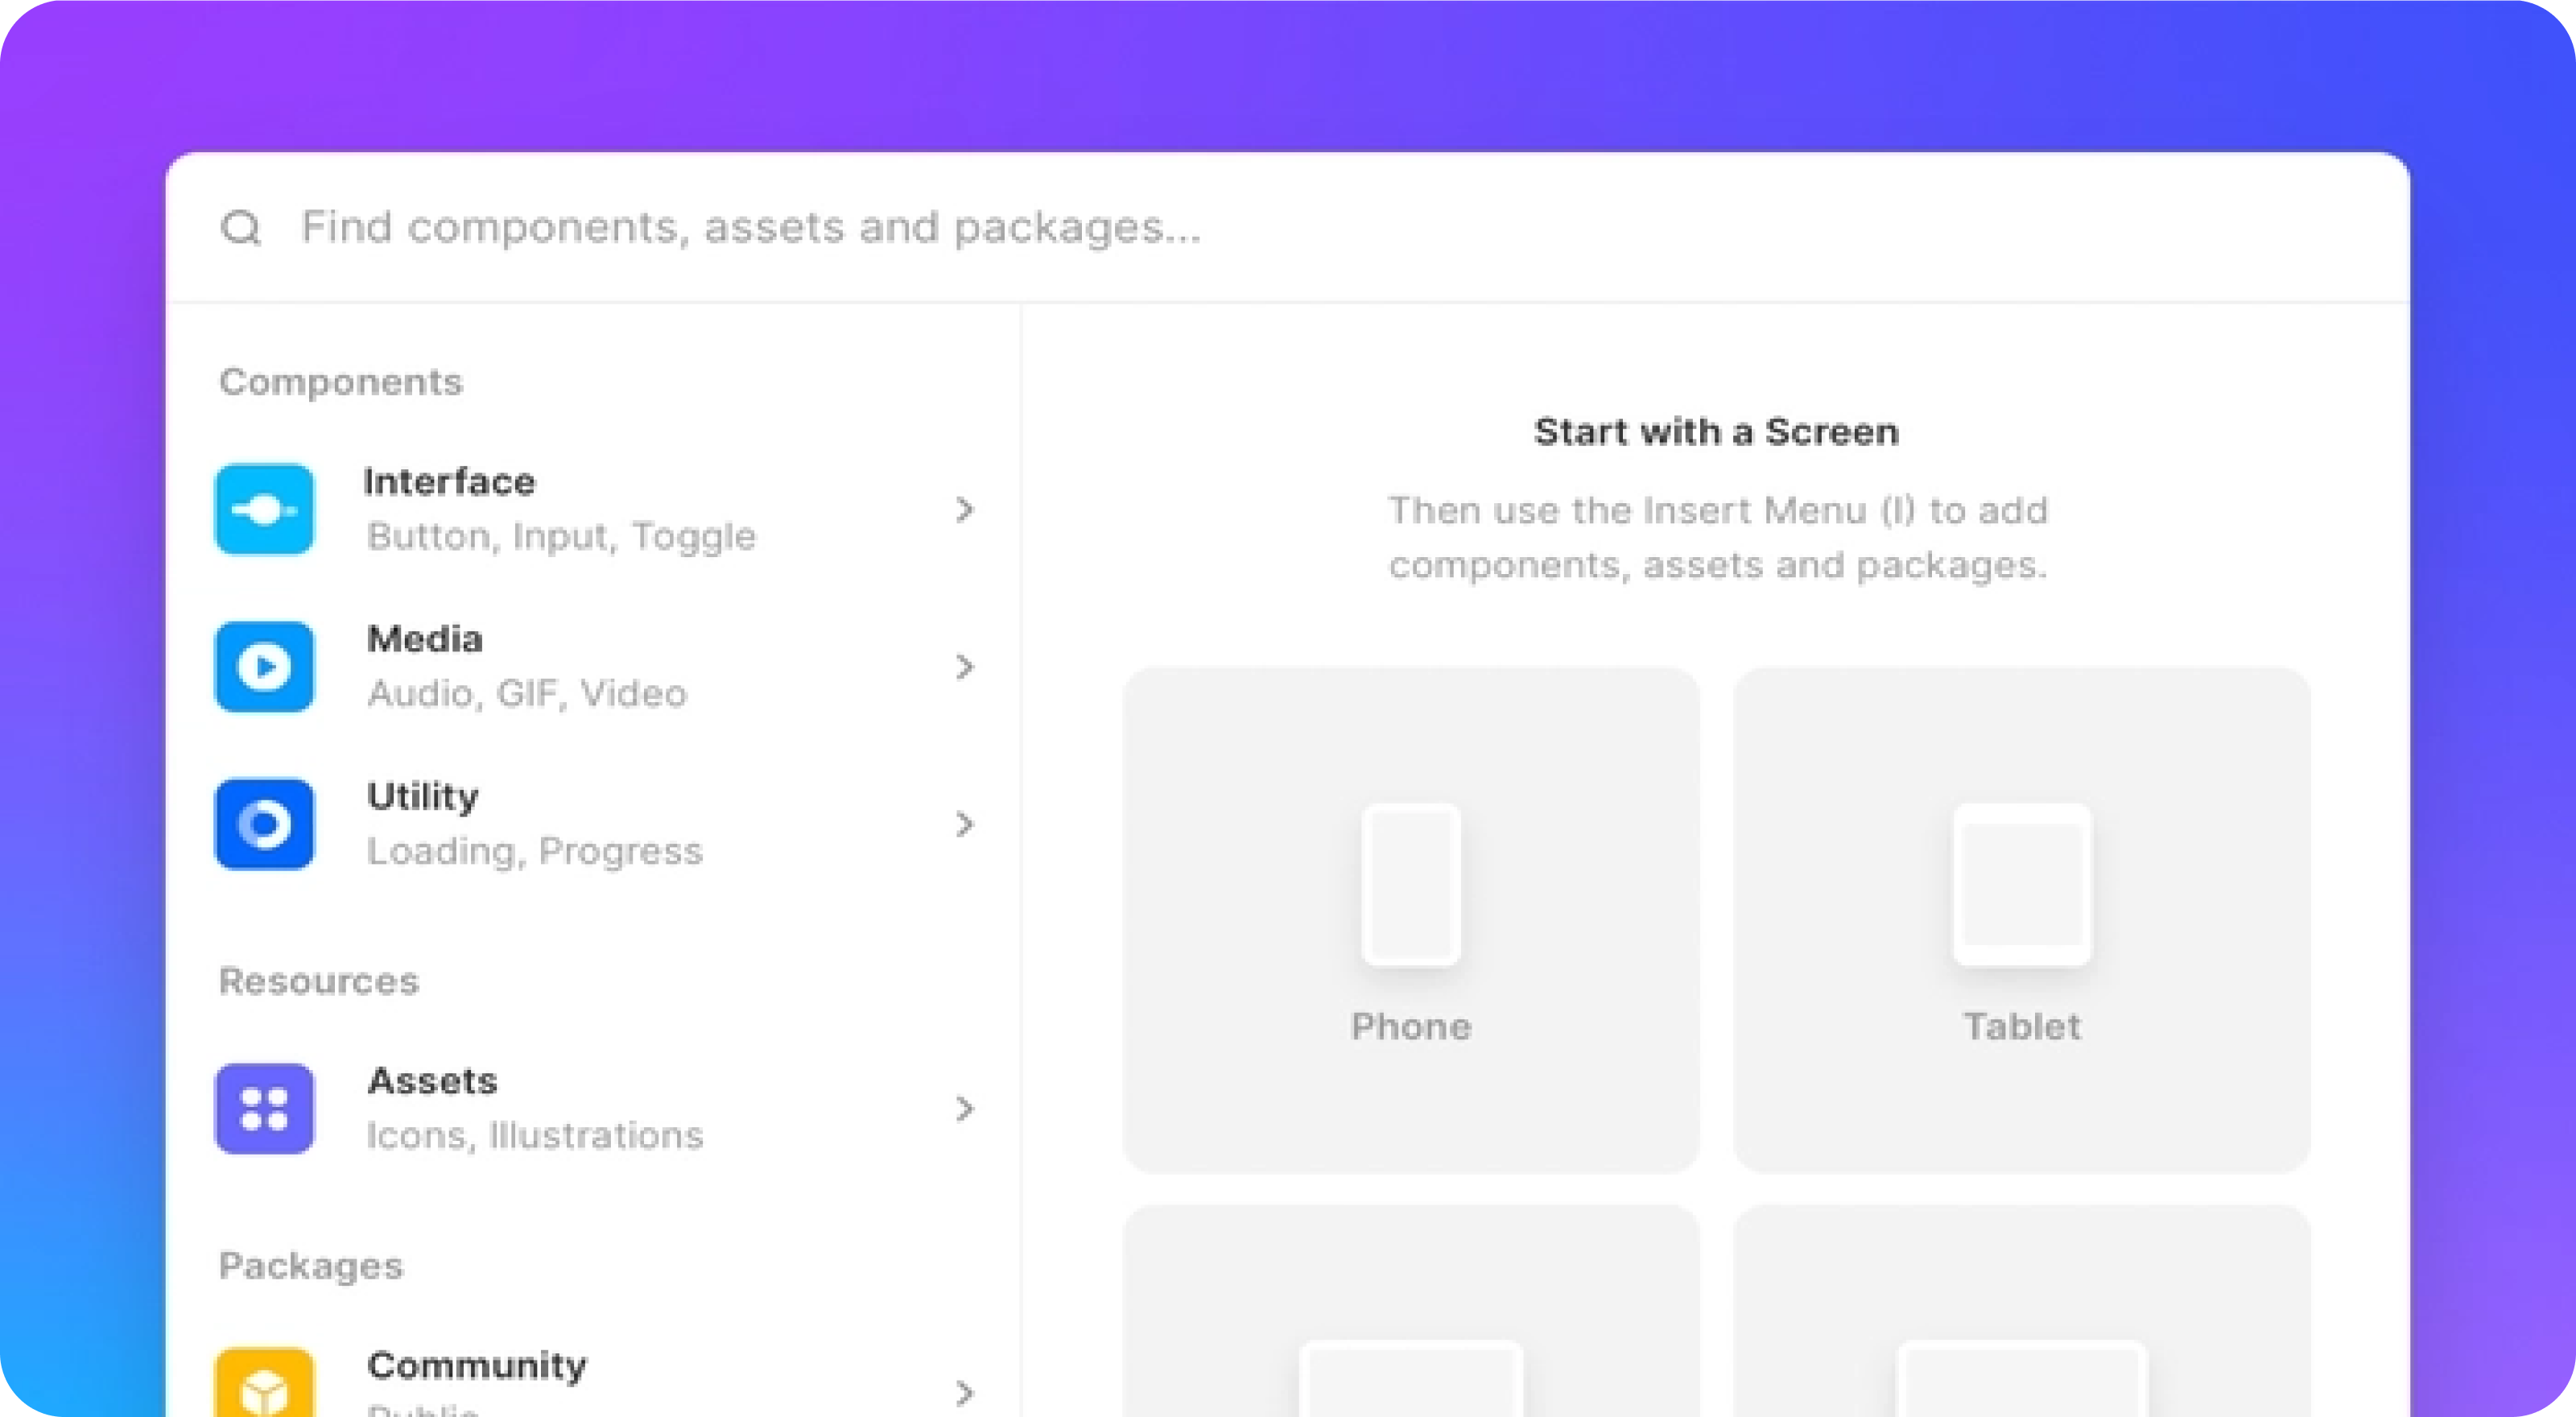 Find components, assets and packages...
Components
Interface
Button, Input, Toggle
Media
Audio, GIF, Video
Utility
Loading, Progress
Resources
Assets
Icons, Illustrations
Packages
Community
Public
Start with a Screen
Then use the Insert Menu (I) to add
components, assets and packages.
Phone
Tablet